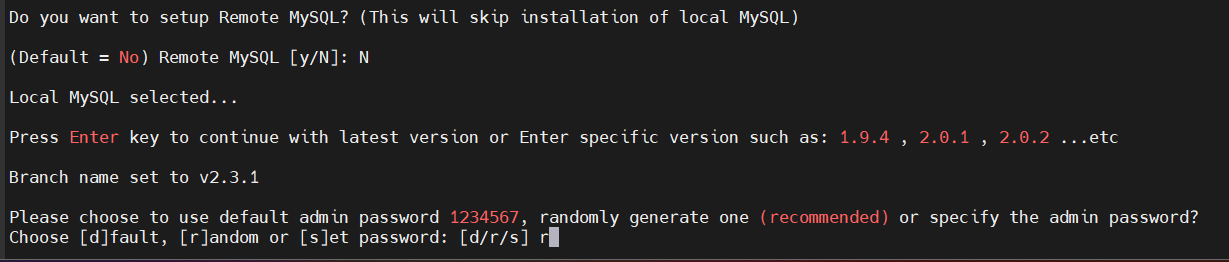 Do you want to setup Remote MySQL? (This will skip installation of local MySQL)
(Default = No) Remote MySQL [y/N]: N
Local MySQL selected...
Press Enter key to continue with latest version or Enter specific version such as: 1.9.4 , 2.0.1 , 2.0.2 ...etc
Branch name set to v2.3.1
Please choose to use default admin password 1234567, randomly generate one (recommended) or specify the admin password?
Choose [d]fault, [r]andom or [s]et password: [d/r/s] r